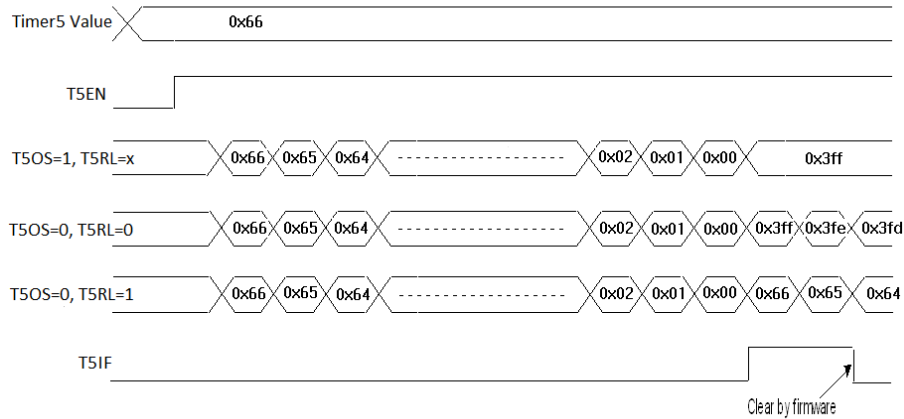 Timer5 Value 0x66
T5EN
T5OS=1, T5RL=x 0x66 0x65 0x64 0x02 0x01 0x00 0x3ff
T5OS=0, T5RL=0 0x66 0x65 0x64 0x02 0x01 0x00 0x3ff 0x3fe 0x3fd
T5OS=0, T5RL=1 0x66 0x65 0x64 0x02 0x01 0x00 0x66 0x65 0x64
T5IF
Clear by firmware